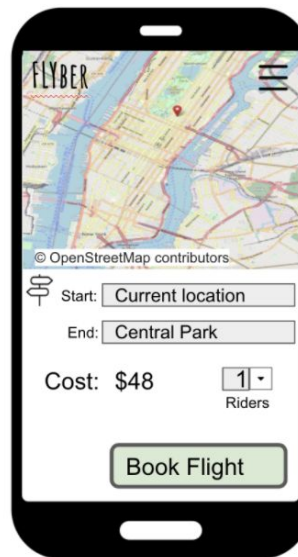 FLYBER
© OpenStreetMap contributors
Start: Current location
End: Central Park
Cost: $48 1
Riders
Book Flight